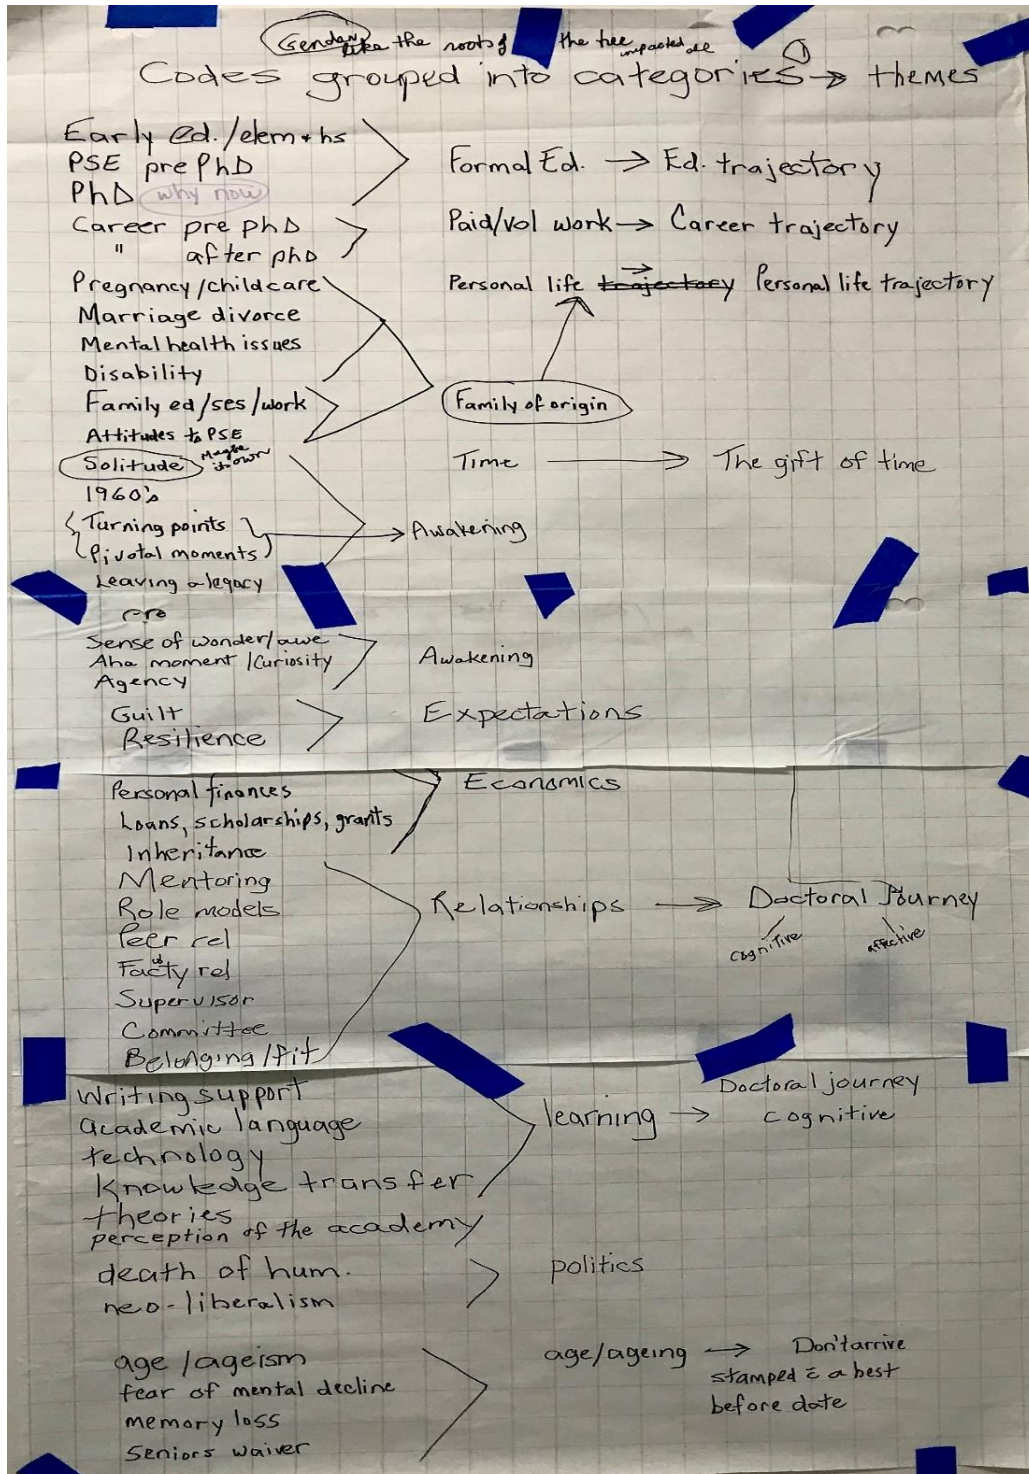 Gender like the roots of the tree impacted all
Codes grouped into categories → themes
Early ed./elem + hs
PSE pre PhD
Formal Ed. → Ed. trajectory
PhD why now
Career pre phD
Paid/vol work → Career trajectory
" after phD
Pregnancy/childcare
Personal life trajectory → Personal life trajectory
Marriage divorce
Mental health issues
Disability
Family ed/ses/work
Family of origin
Attitudes to PSE
Solitude Maybe its own
Time → The gift of time
1960's
Turning points
→ Awakening
Pivotal moments
Leaving a legacy
Sense of wonder/awe
Aha moment/Curiosity
Awakening
Agency
Guilt
Expectations
Resilience
Personal finances
Economics
Loans, scholarships, grants
Inheritance
Mentoring
Role models
Relationships → Doctoral Journey
cognitive affective
Peer rel
Faculty rel
Supervisor
Committee
Belonging/fit
Writing support
Doctoral journey
academic language
learning → cognitive
technology
Knowledge transfer
theories
perception of the academy
death of hum.
politics
neo-liberalism
age/ageism
age/ageing → Don't arrive
fear of mental decline
stamped c̄ a best
memory loss
before date
Seniors waiver